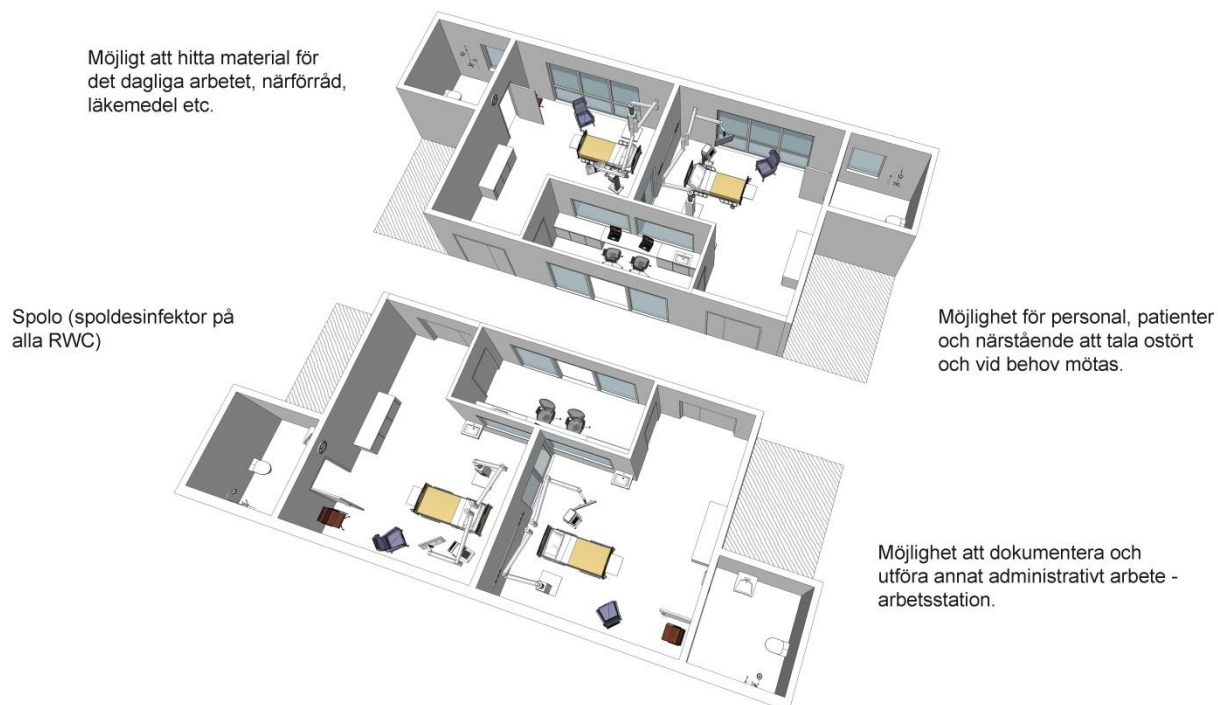 Möjligt att hitta material för
det dagliga arbetet, närförråd,
läkemedel etc.
Spolo (spoldesinfektor på
alla RWC)
Möjlighet för personal, patienter
och närstående att tala ostört
och vid behov mötas.
Möjlighet att dokumentera och
utföra annat administrativt arbete -
arbetsstation.